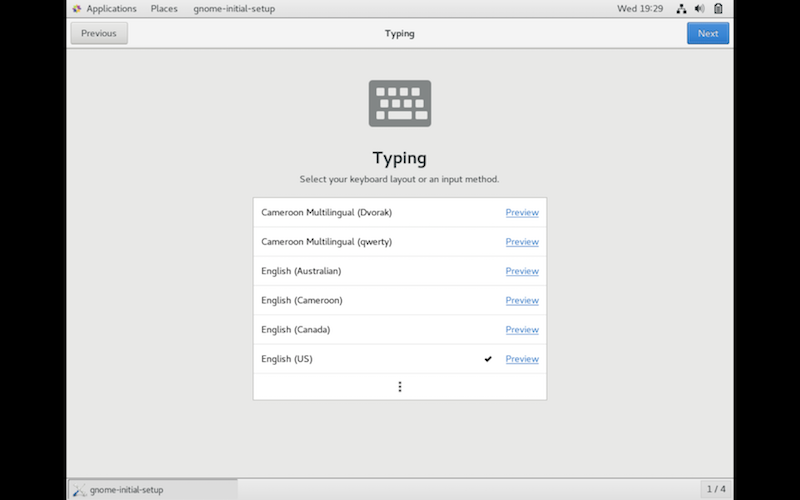 Applications Places gnome-initial-setup Wed 19:29
Previous Typing Next
Typing
Select your keyboard layout or an input method.
Cameroon Multilingual (Dvorak) Preview
Cameroon Multilingual (qwerty) Preview
English (Australian) Preview
English (Cameroon) Preview
English (Canada) Preview
English (US) Preview
gnome-initial-setup 1 / 4